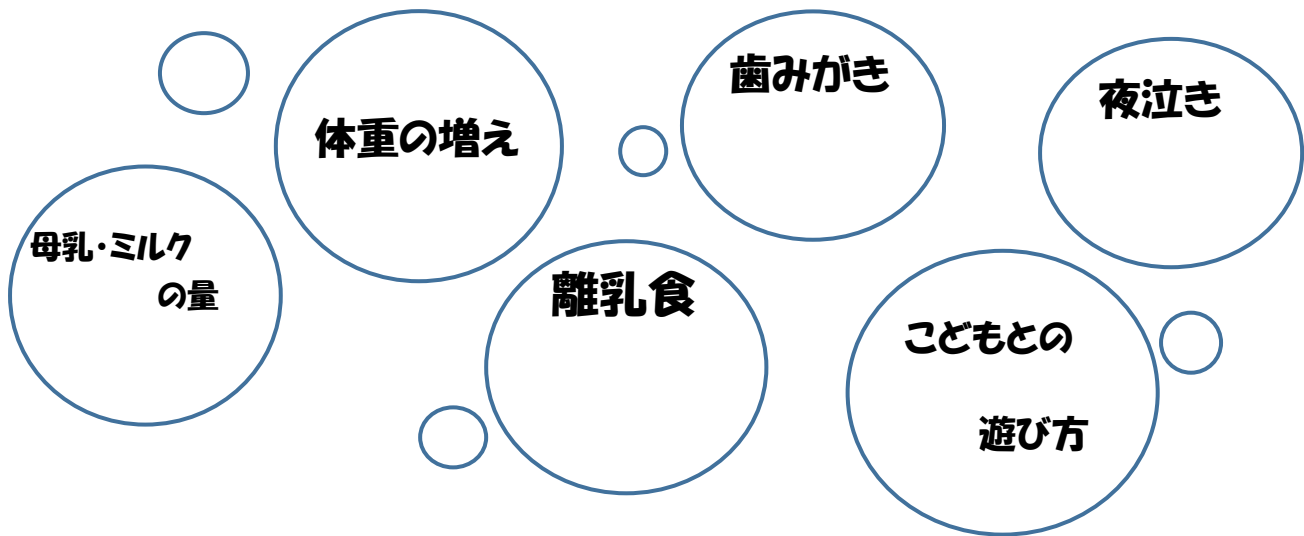 体重の増え
歯みがき
夜泣き
母乳・ミルク
の量
離乳食
こどもとの
遊び方